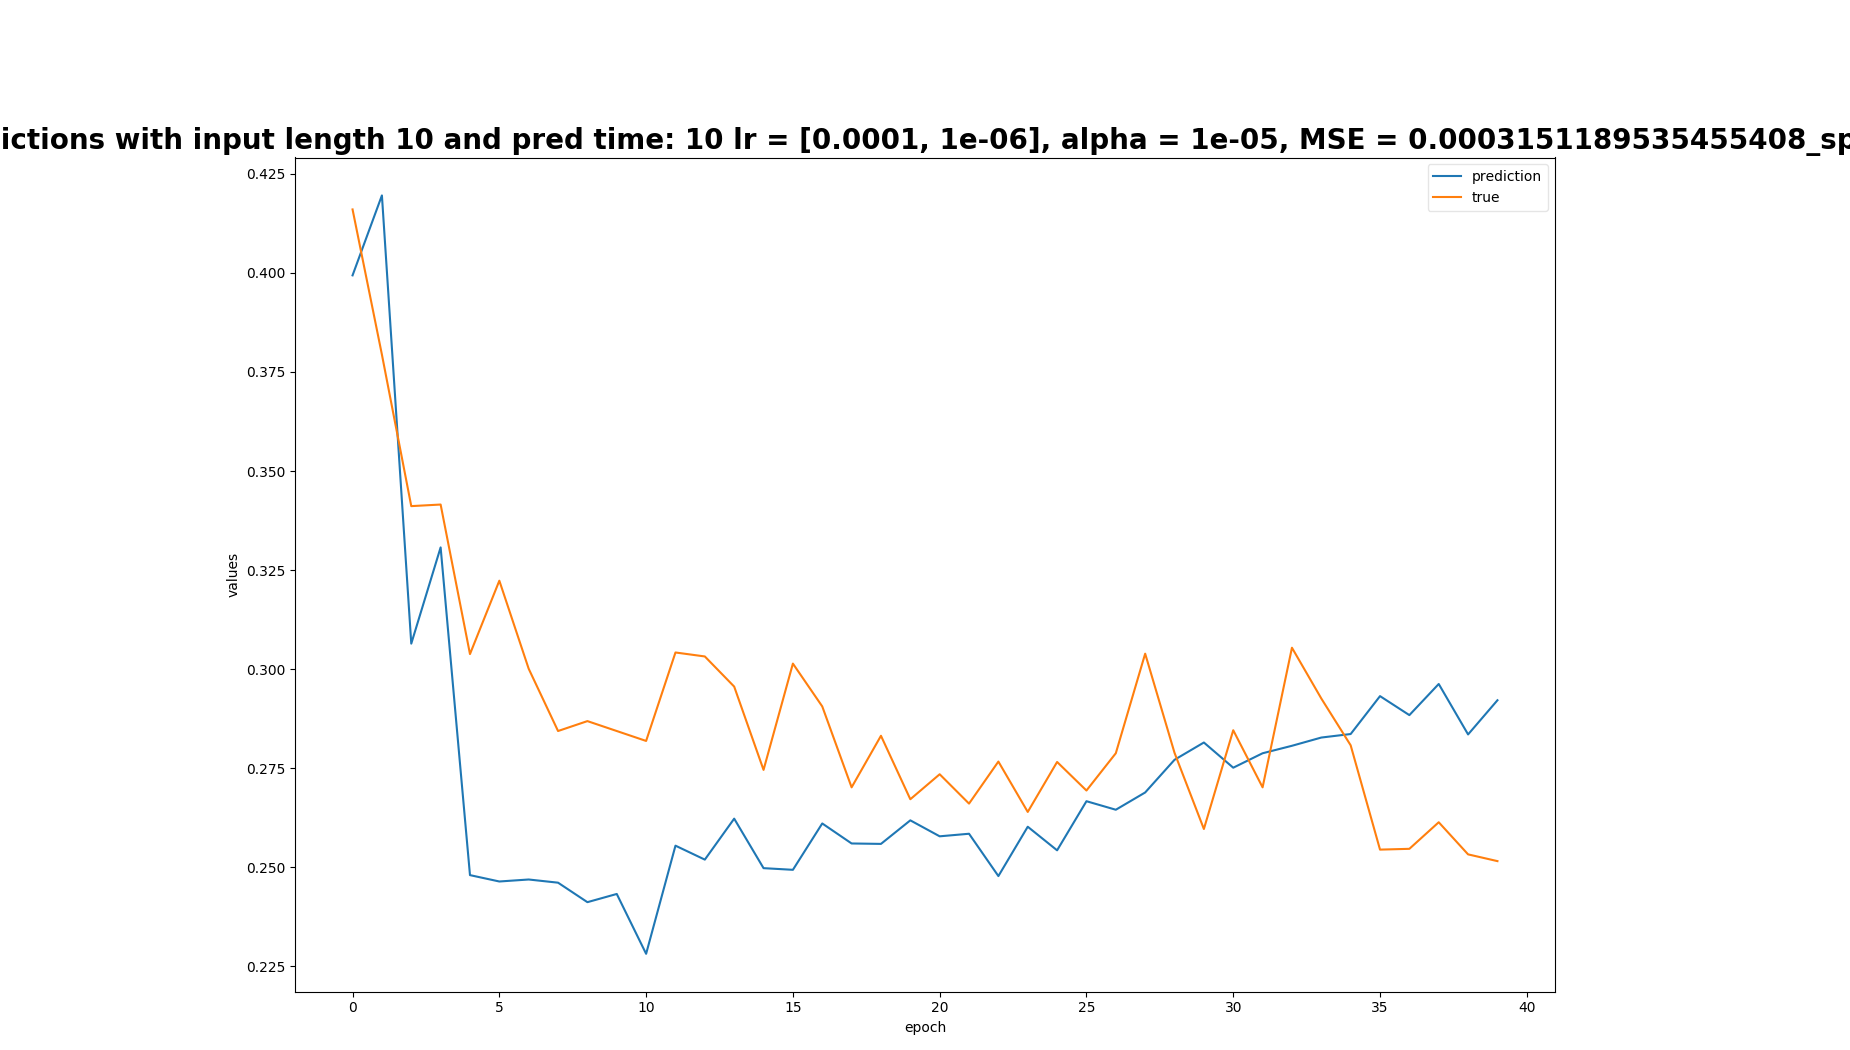 ictions with input length 10 and pred time: 10 lr = [0.0001, 1e-06], alpha = 1e-05, MSE = 0.0003151189535455408_sp
prediction
true
0.425
0.400
0.375
0.350
0.325
0.300
0.275
0.250
0.225
values
0 5 10 15 20 25 30 35 40
epoch